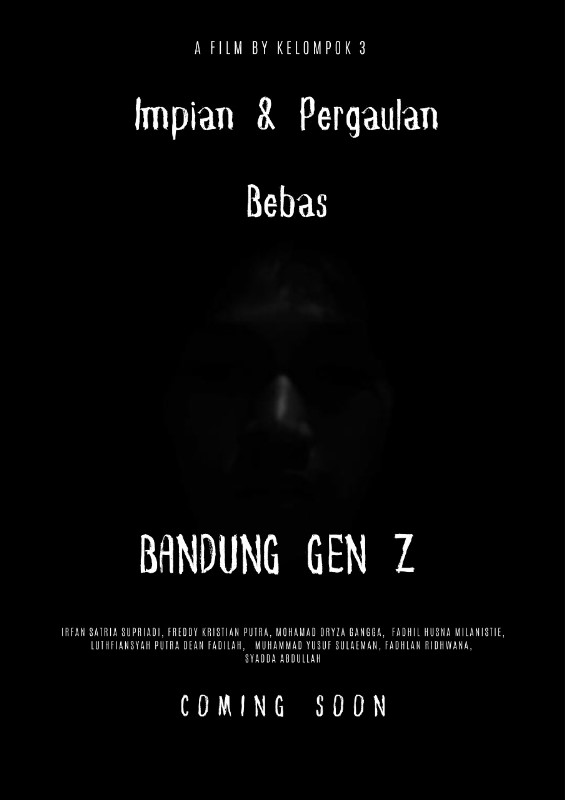 A FILM BY KELOMPOK 3
Impian & Pergaulan
Bebas
BANDUNG GEN Z
IRFAN SATRIA SUPRIADI, FREDDY KRISTIAN PUTRA, MOHAMAD DRYZA GANGGA, FADHIL HUSNA MILANISTIE,
LUTHFIANSYAH PUTRA DEAN FADILAH, MUHAMMAD YUSUF SULAEMAN, FADHLAN RIDHWANA,
SYADDA ABDULLAH
COMING SOON